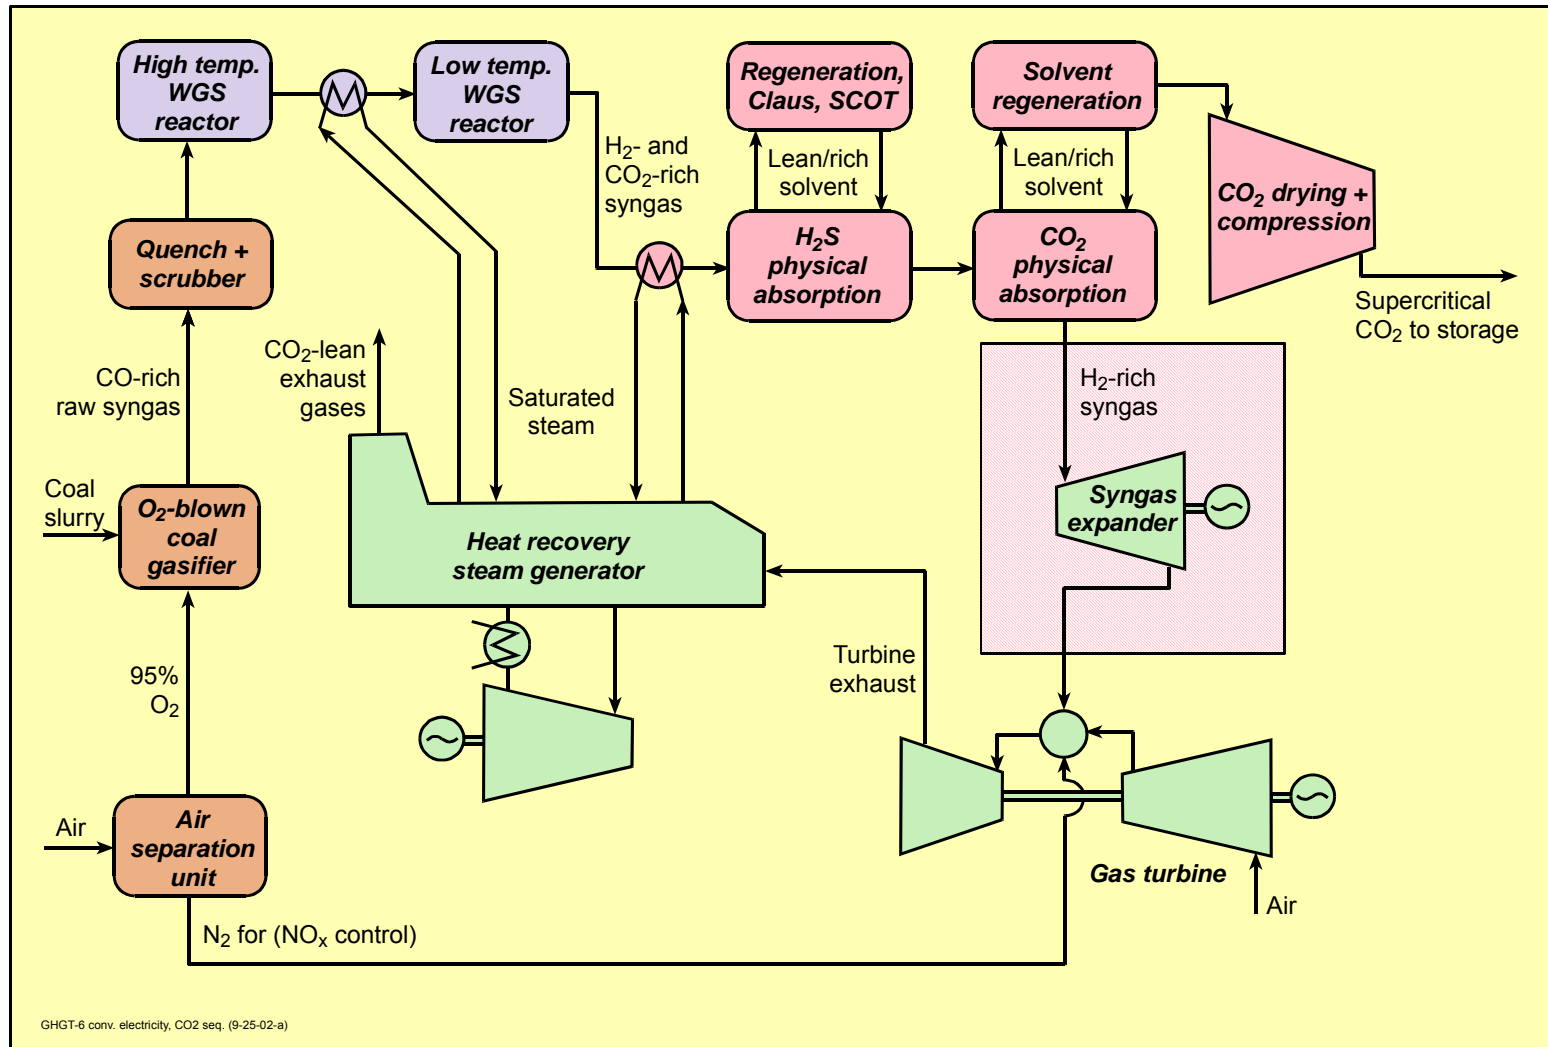 High temp.
WGS
reactor
Low temp.
WGS
reactor
Regeneration,
Claus, SCOT
Solvent
regeneration
H₂- and
CO₂-rich
syngas
Lean/rich
solvent
Lean/rich
solvent
CO₂ drying +
compression
Quench +
scrubber
H₂S
physical
absorption
CO₂
physical
absorption
Supercritical
CO₂ to storage
CO-rich
raw syngas
CO₂-lean
exhaust
gases
Saturated
steam
H₂-rich
syngas
Coal
slurry
O₂-blown
coal
gasifier
Syngas
expander
Heat recovery
steam generator
95%
O₂
Turbine
exhaust
Air
Air
separation
unit
Gas turbine
Air
N₂ for (NOₓ control)
GHGT-6 conv. electricity, CO2 seq. (9-25-02-a)